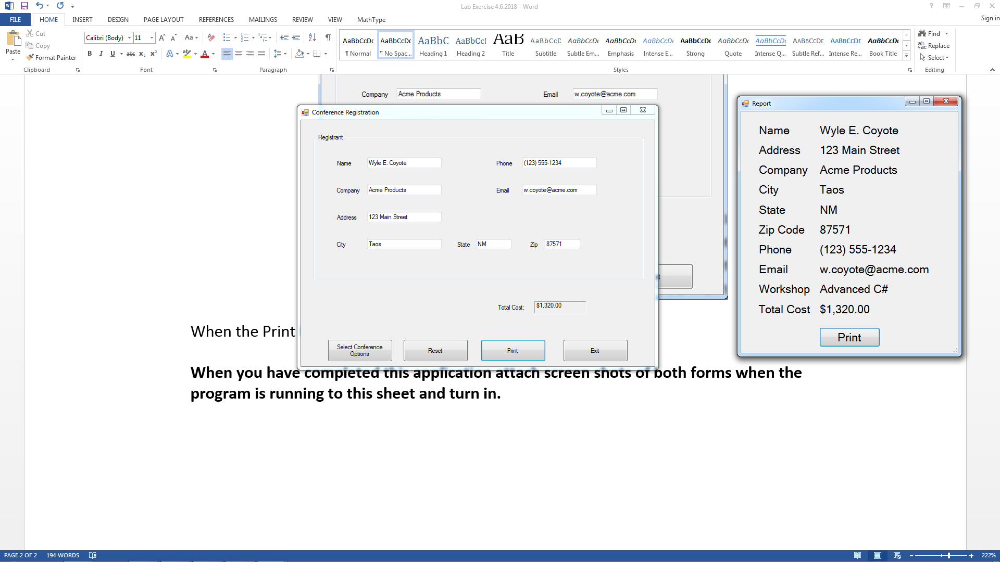 Lab Exercise 4.6.2018 - Word
FILE HOME INSERT DESIGN PAGE LAYOUT REFERENCES MAILINGS REVIEW VIEW MathType Sign in
Paste Cut Copy Format Painter
Calibri (Body) 11
AaBbCcDc AaBbCcDc AaBbC AaBbCcI AaB AaBbCcD AaBbCcDc AaBbCcDc AaBbCcDc AaBbCcDc AaBbCcDc AaBbCcDc AABBCCDE AABBCCDE AaBbCcDc
¶ Normal ¶ No Spac... Heading 1 Heading 2 Title Subtitle Subtle Em... Emphasis Intense E... Strong Quote Intense Q... Subtle Ref... Intense Re... Book Title
Find Replace Select
Clipboard Font Paragraph Styles Editing
Company Acme Products Email w.coyote@acme.com
Conference Registration
Registrant
Name Wyle E. Coyote Phone (123) 555-1234
Company Acme Products Email w.coyote@acme.com
Address 123 Main Street
City Taos State NM Zip 87571
Total Cost: $1,320.00
Select Conference
Options
Reset Print Exit
Report
Name Wyle E. Coyote
Address 123 Main Street
Company Acme Products
City Taos
State NM
Zip Code 87571
Phone (123) 555-1234
Email w.coyote@acme.com
Workshop Advanced C#
Total Cost $1,320.00
Print
When the Print
When you have completed this application attach screen shots of both forms when the
program is running to this sheet and turn in.
PAGE 2 OF 2 194 WORDS 222%